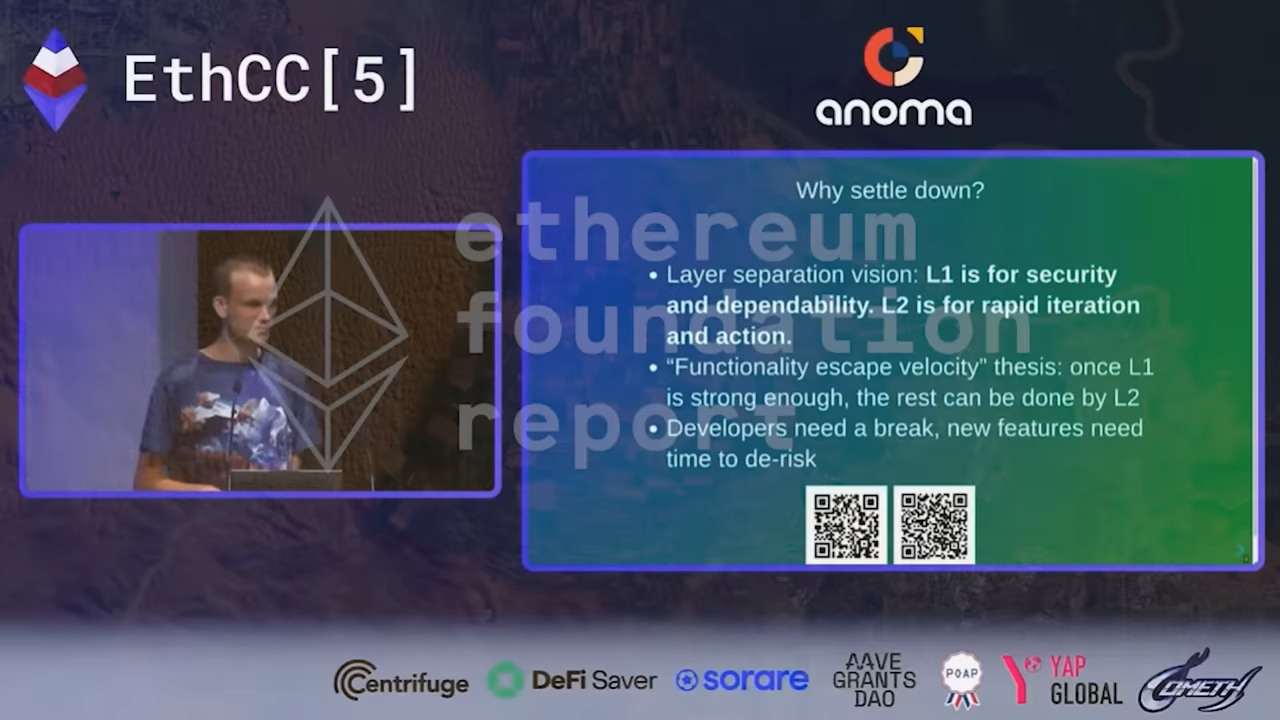 EthCC[5]
anoma
Why settle down?
• Layer separation vision: L1 is for security
and dependability. L2 is for rapid iteration
and action.
• “Functionality escape velocity” thesis: once L1
is strong enough, the rest can be done by L2
• Developers need a break, new features need
time to de-risk
ethereum
foundation
report
Centrifuge
DeFi Saver
sorare
AAVE
GRANTS
DAO
POAP
YAP
GLOBAL
COMETH